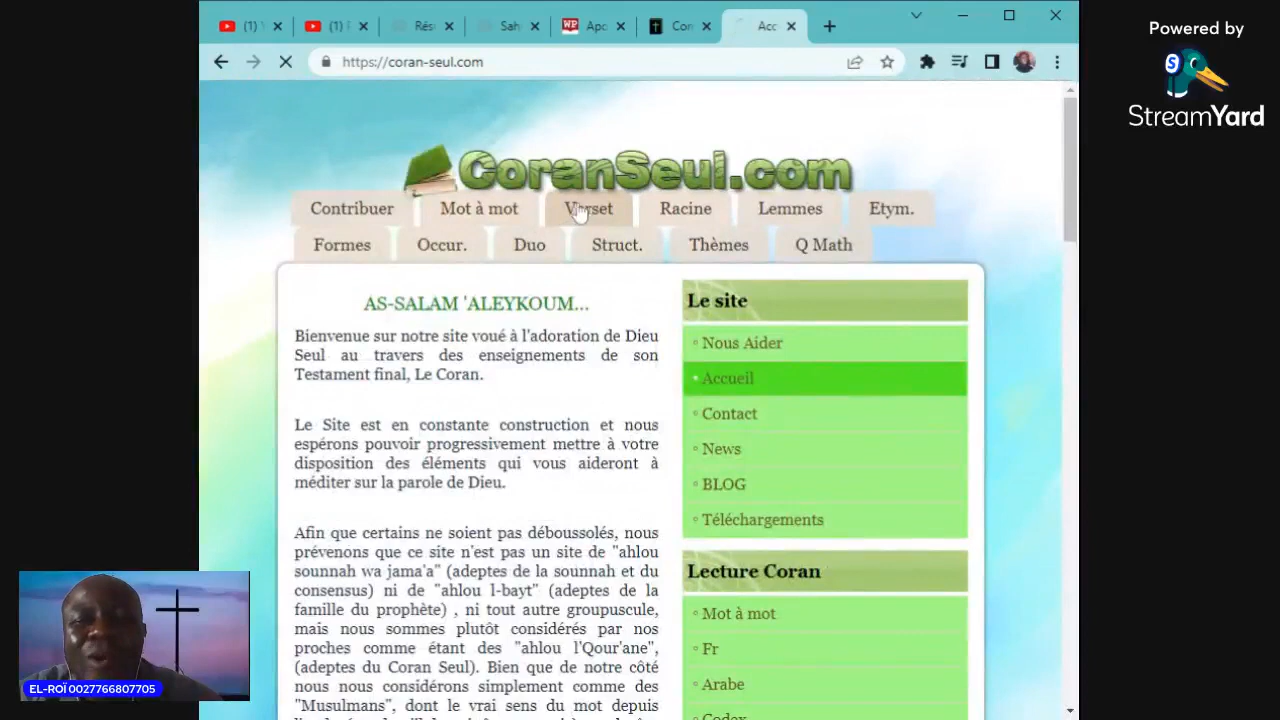 (1)
(1)
Rés
Sah
Apo
Con
Acc
https://coran-seul.com
Powered by
StreamYard
CoranSeul.com
Contribuer
Mot à mot
Verset
Racine
Lemmes
Etym.
Formes
Occur.
Duo
Struct.
Thèmes
Q Math
AS-SALAM 'ALEYKOUM...
Bienvenue sur notre site voué à l'adoration de Dieu
Seul au travers des enseignements de son
Testament final, Le Coran.
Le Site est en constante construction et nous
espérons pouvoir progressivement mettre à votre
disposition des éléments qui vous aideront à
méditer sur la parole de Dieu.
Afin que certains ne soient pas déboussolés, nous
prévenons que ce site n'est pas un site de "ahlou
sounnah wa jama'a" (adeptes de la sounnah et du
consensus) ni de "ahlou l-bayt" (adeptes de la
famille du prophète) , ni tout autre groupuscule,
mais nous sommes plutôt considérés par nos
proches comme étant des "ahlou l'Qour'ane",
(adeptes du Coran Seul). Bien que de notre côté
nous nous considérons simplement comme des
"Musulmans", dont le vrai sens du mot depuis
Le site
Nous Aider
Accueil
Contact
News
BLOG
Téléchargements
Lecture Coran
Mot à mot
Fr
Arabe
Codex
EL-ROÏ 0027766807705